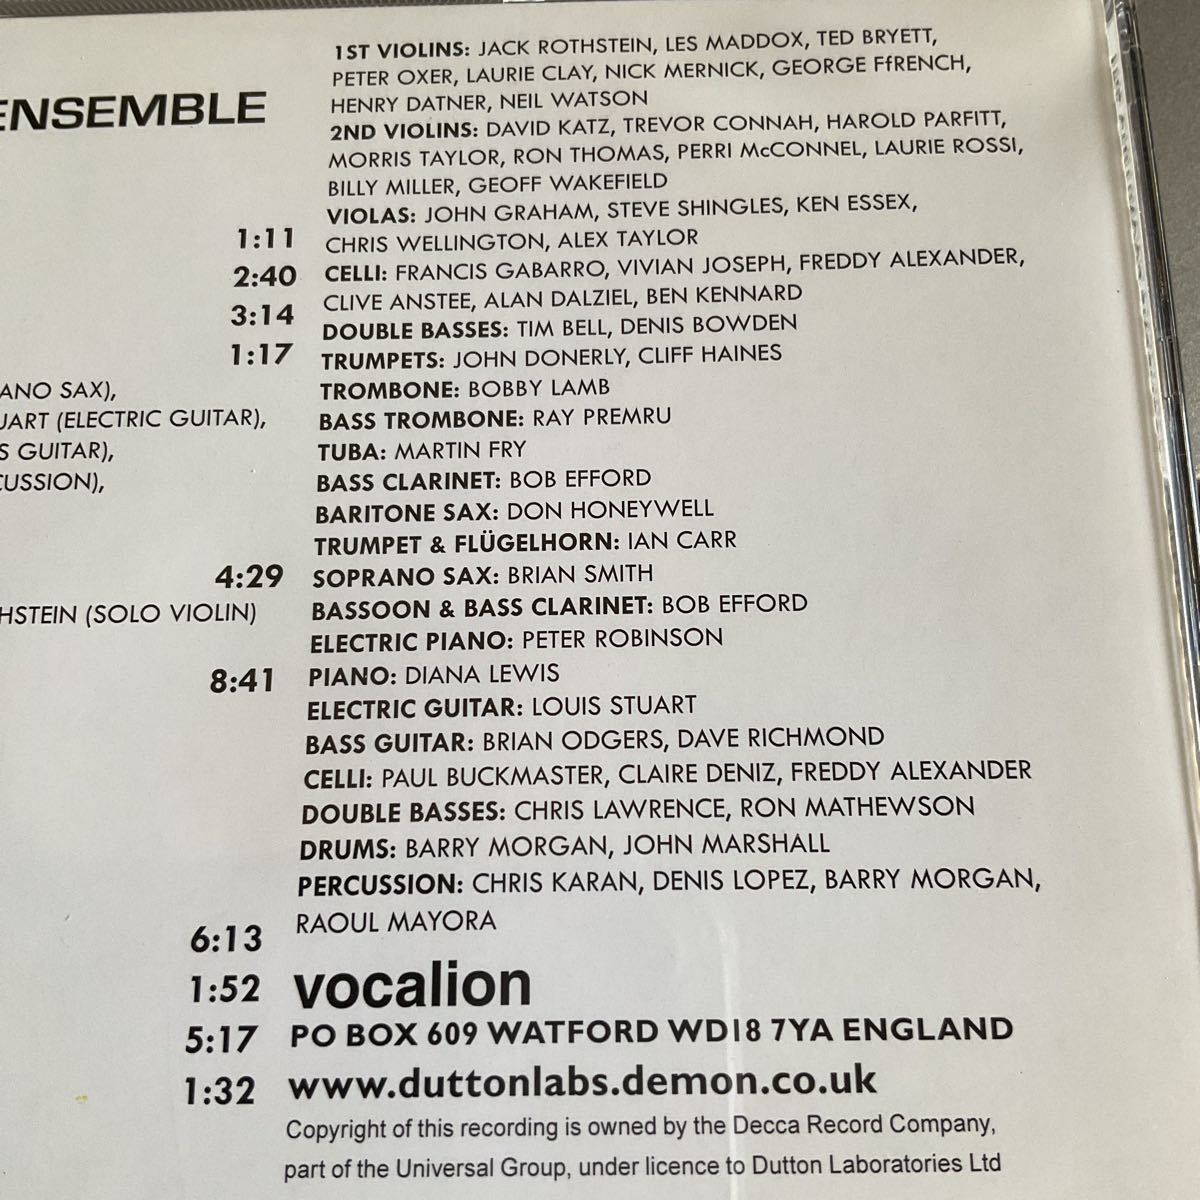 ENSEMBLE
1:11
2:40
3:14
1:17
ANO SAX),
UART (ELECTRIC GUITAR),
S GUITAR),
CUSSION),
4:29
HSTEIN (SOLO VIOLIN)
8:41
6:13
1:52
5:17
1:32
1ST VIOLINS: JACK ROTHSTEIN, LES MADDOX, TED BRYETT,
PETER OXER, LAURIE CLAY, NICK MERNICK, GEORGE FfRENCH,
HENRY DATNER, NEIL WATSON
2ND VIOLINS: DAVID KATZ, TREVOR CONNAH, HAROLD PARFITT,
MORRIS TAYLOR, RON THOMAS, PERRI McCONNEL, LAURIE ROSSI,
BILLY MILLER, GEOFF WAKEFIELD
VIOLAS: JOHN GRAHAM, STEVE SHINGLES, KEN ESSEX,
CHRIS WELLINGTON, ALEX TAYLOR
CELLI: FRANCIS GABARRO, VIVIAN JOSEPH, FREDDY ALEXANDER,
CLIVE ANSTEE, ALAN DALZIEL, BEN KENNARD
DOUBLE BASSES: TIM BELL, DENIS BOWDEN
TRUMPETS: JOHN DONERLY, CLIFF HAINES
TROMBONE: BOBBY LAMB
BASS TROMBONE: RAY PREMRU
TUBA: MARTIN FRY
BASS CLARINET: BOB EFFORD
BARITONE SAX: DON HONEYWELL
TRUMPET & FLÜGELHORN: IAN CARR
SOPRANO SAX: BRIAN SMITH
BASSOON & BASS CLARINET: BOB EFFORD
ELECTRIC PIANO: PETER ROBINSON
PIANO: DIANA LEWIS
ELECTRIC GUITAR: LOUIS STUART
BASS GUITAR: BRIAN ODGERS, DAVE RICHMOND
CELLI: PAUL BUCKMASTER, CLAIRE DENIZ, FREDDY ALEXANDER
DOUBLE BASSES: CHRIS LAWRENCE, RON MATHEWSON
DRUMS: BARRY MORGAN, JOHN MARSHALL
PERCUSSION: CHRIS KARAN, DENIS LOPEZ, BARRY MORGAN,
RAOUL MAYORA
vocalion
PO BOX 609 WATFORD WD18 7YA ENGLAND
www.duttonlabs.demon.co.uk
Copyright of this recording is owned by the Decca Record Company,
part of the Universal Group, under licence to Dutton Laboratories Ltd